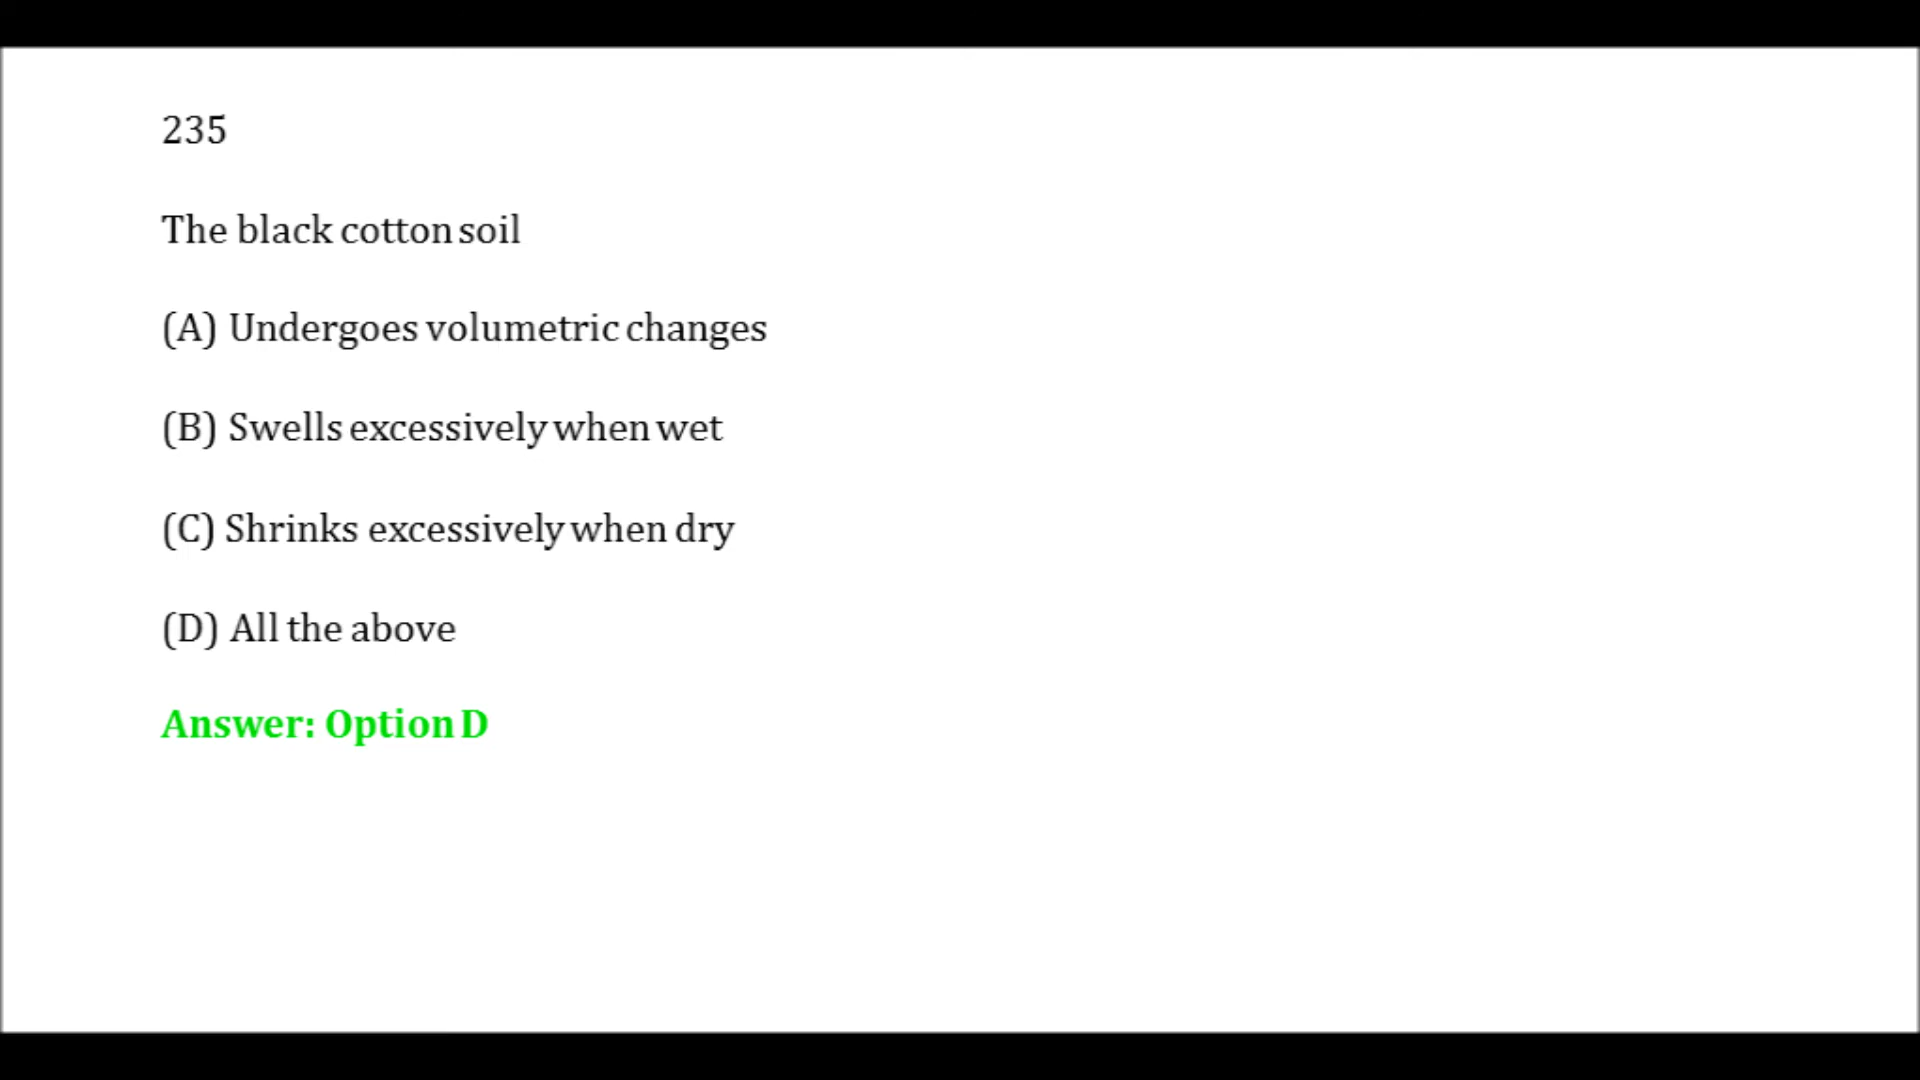 235
The black cotton soil
(A) Undergoes volumetric changes
(B) Swells excessively when wet
(C) Shrinks excessively when dry
(D) All the above
Answer: Option D